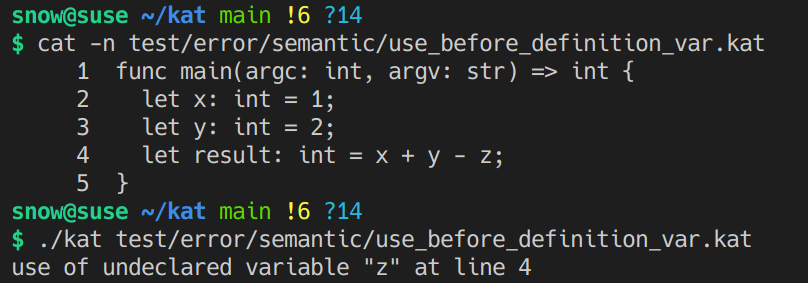 snow@suse ~/kat main !6 ?14
$ cat -n test/error/semantic/use_before_definition_var.kat
     1  func main(argc: int, argv: str) => int {
     2    let x: int = 1;
     3    let y: int = 2;
     4    let result: int = x + y - z;
     5  }
snow@suse ~/kat main !6 ?14
$ ./kat test/error/semantic/use_before_definition_var.kat
use of undeclared variable "z" at line 4